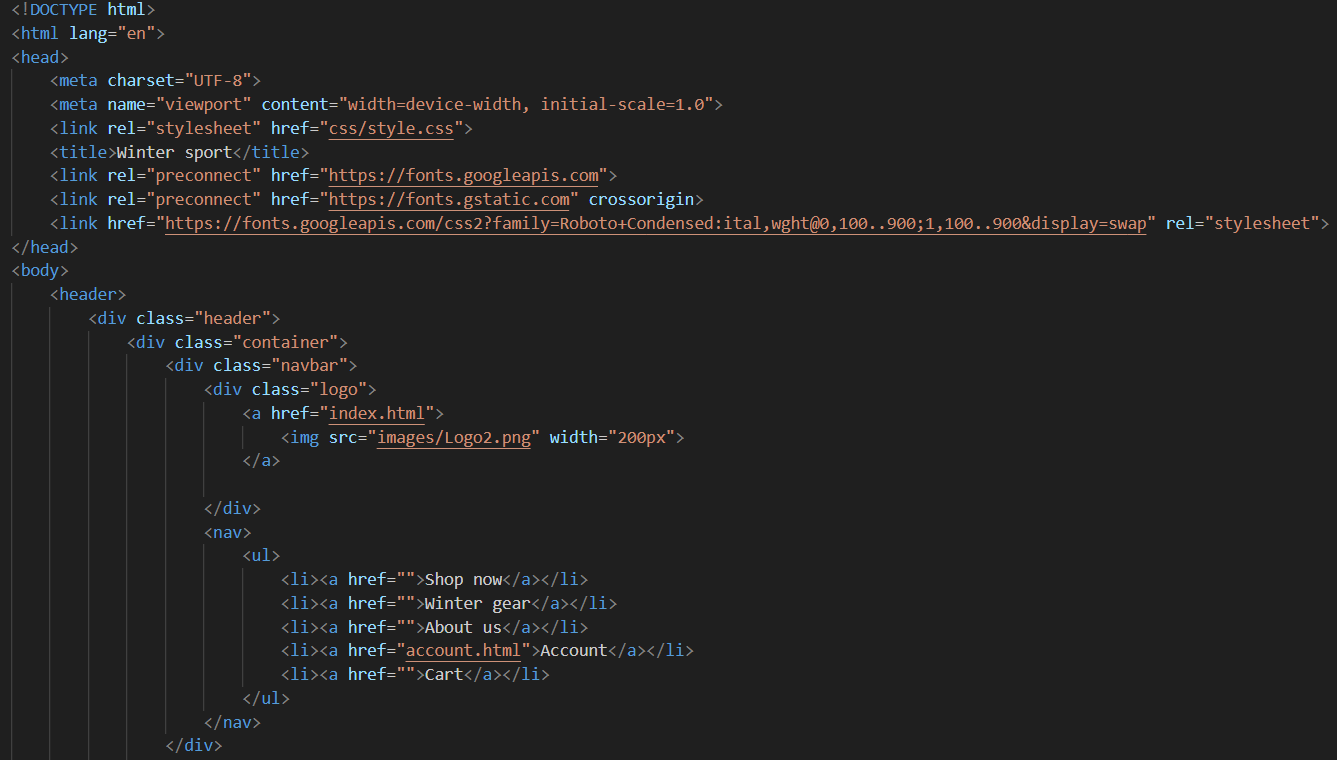 <!DOCTYPE html>
<html lang="en">
<head>
    <meta charset="UTF-8">
    <meta name="viewport" content="width=device-width, initial-scale=1.0">
    <link rel="stylesheet" href="css/style.css">
    <title>Winter sport</title>
    <link rel="preconnect" href="https://fonts.googleapis.com">
    <link rel="preconnect" href="https://fonts.gstatic.com" crossorigin>
    <link href="https://fonts.googleapis.com/css2?family=Roboto+Condensed:ital,wght@0,100..900;1,100..900&display=swap" rel="stylesheet">
</head>
<body>
    <header>
        <div class="header">
            <div class="container">
                <div class="navbar">
                    <div class="logo">
                        <a href="index.html">
                            <img src="images/Logo2.png" width="200px">
                        </a>
                    </div>
                    <nav>
                        <ul>
                            <li><a href="">Shop now</a></li>
                            <li><a href="">Winter gear</a></li>
                            <li><a href="">About us</a></li>
                            <li><a href="account.html">Account</a></li>
                            <li><a href="">Cart</a></li>
                        </ul>
                    </nav>
                </div>